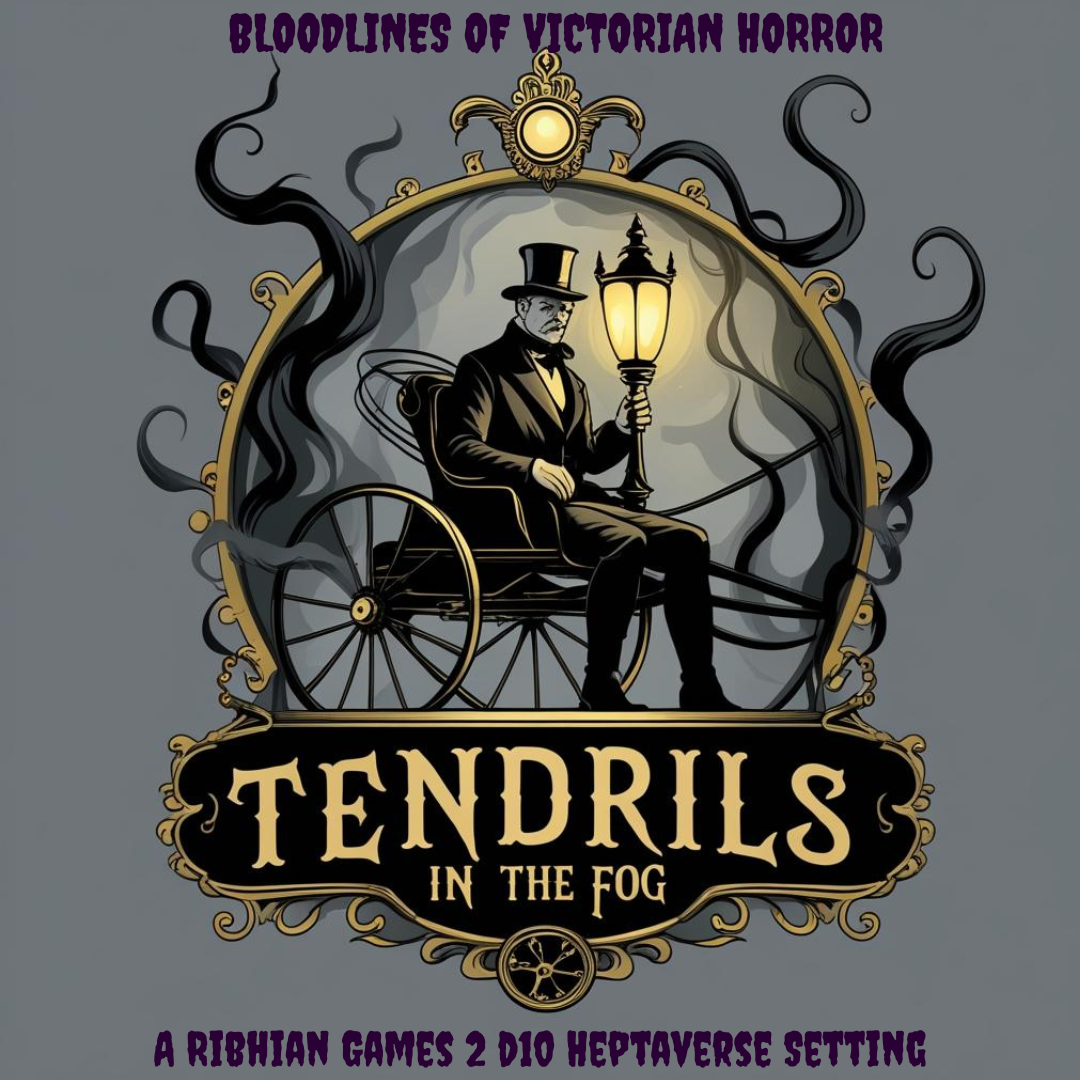 BLOODLINES OF VICTORIAN HORROR
TENDRILS
IN THE FOG
A RIBHIAN GAMES 2 D10 HEPTAVERSE SETTING